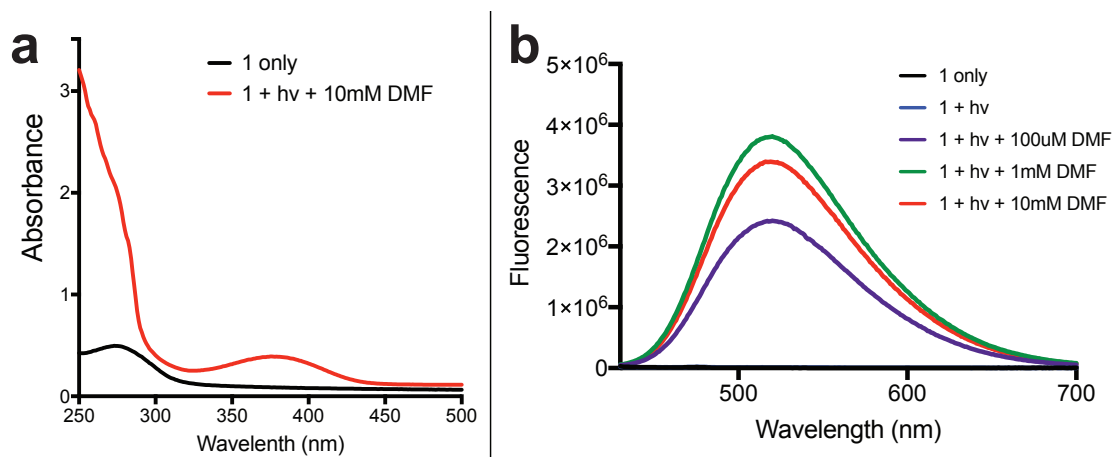 a
1 only
1 + hv + 10mM DMF
Absorbance
3
2
1
0
250
300
350
400
450
500
Wavelenth (nm)
b
1 only
1 + hv
1 + hv + 100uM DMF
1 + hv + 1mM DMF
1 + hv + 10mM DMF
Fluorescence
5×10⁶
4×10⁶
3×10⁶
2×10⁶
1×10⁶
0
500
600
700
Wavelength (nm)